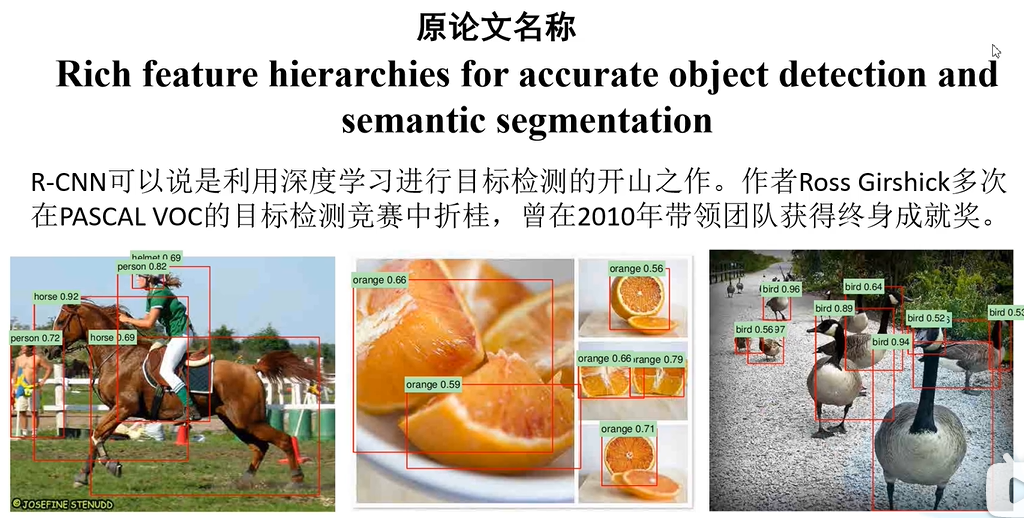 原论文名称
Rich feature hierarchies for accurate object detection and
semantic segmentation
R-CNN可以说是利用深度学习进行目标检测的开山之作。作者Ross Girshick多次
在PASCAL VOC的目标检测竞赛中折桂，曾在2010年带领团队获得终身成就奖。
helmet 0.69
person 0.82
horse 0.92
person 0.72
horse 0.69
© JOSEFINE STENUDD
orange 0.66
orange 0.56
orange 0.66
orange 0.79
orange 0.59
orange 0.71
bird 0.96
bird 0.64
bird 0.89
bird 0.52
bird 0.53
bird 0.56
bird 0.94